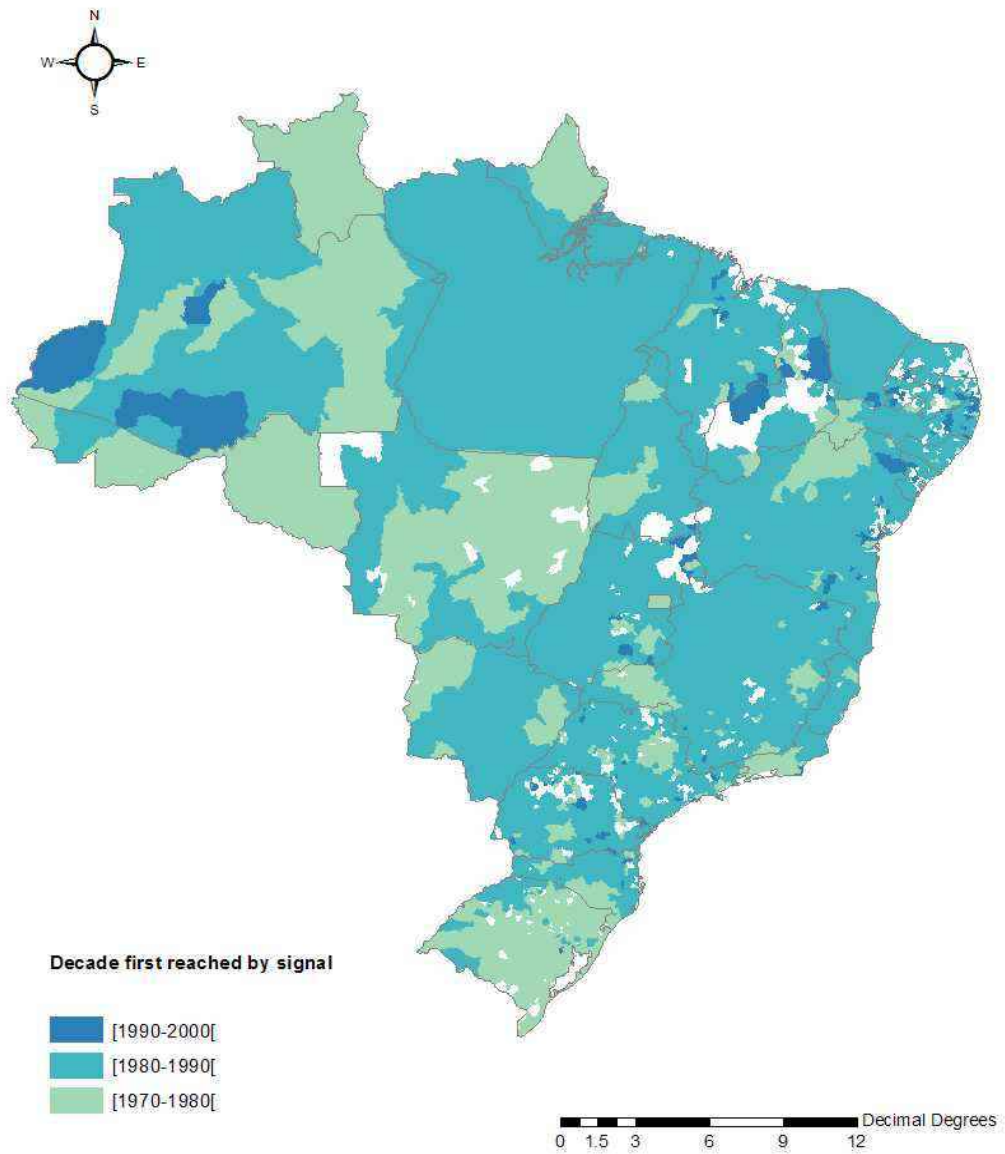 N
W E
S
Decade first reached by signal
[1990-2000[
[1980-1990[
[1970-1980[
Decimal Degrees
0 1.5 3 6 9 12